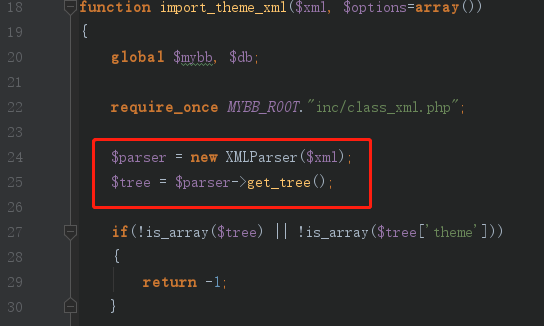 18 function import_theme_xml($xml, $options=array())
19 {
20 global $mybb, $db;
21
22 require_once MYBB_ROOT."inc/class_xml.php";
23
24 $parser = new XMLParser($xml);
25 $tree = $parser->get_tree();
26
27 if(!is_array($tree) || !is_array($tree['theme']))
28 {
29 return -1;
30 }